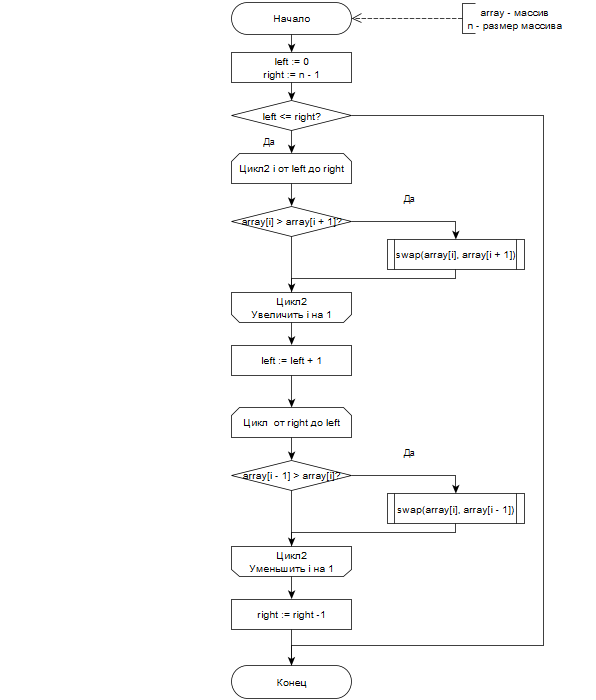 Начало
array - массив
n - размер массива
left := 0
right := n - 1
left <= right?
Да
Цикл2 i от left до right
Да
array[i] > array[i + 1]?
swap(array[i], array[i + 1])
Цикл2
Увеличить i на 1
left := left + 1
Цикл от right до left
Да
array[i - 1] > array[i]?
swap(array[i], array[i - 1])
Цикл2
Уменьшить i на 1
right := right -1
Конец